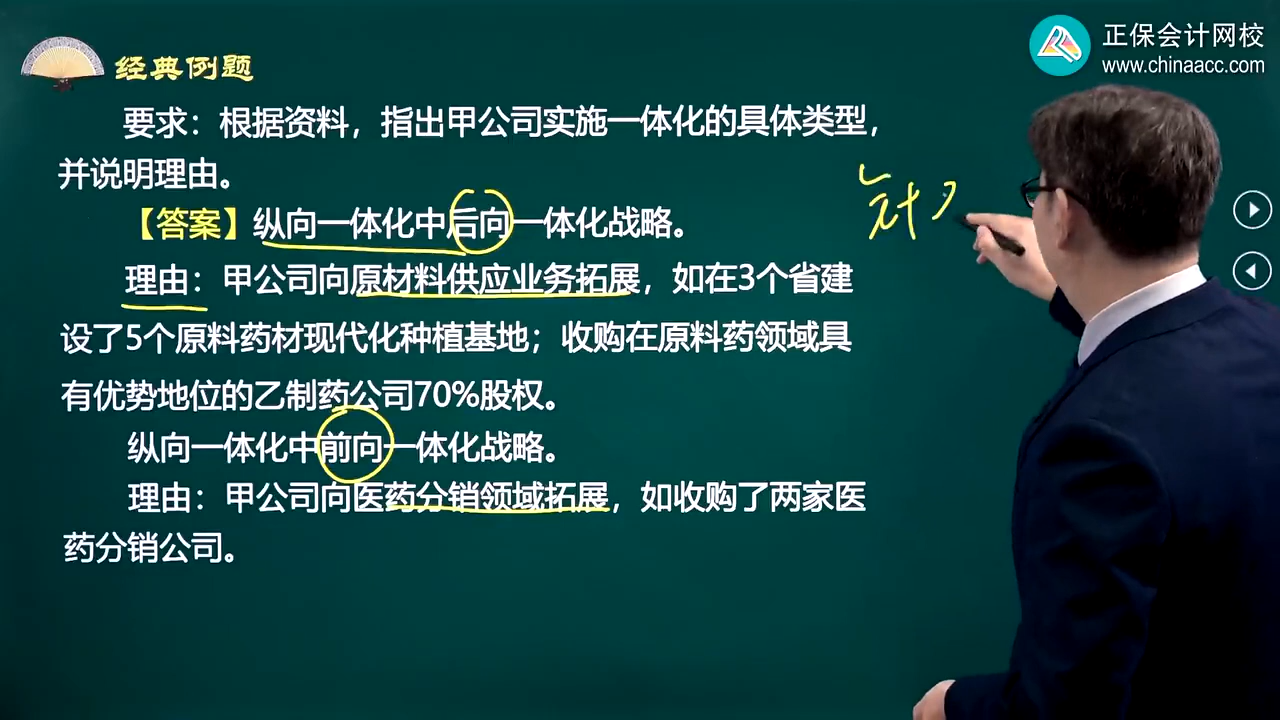 正保会计网校
www.chinaacc.com
经典例题
要求：根据资料，指出甲公司实施一体化的具体类型，
并说明理由。
【答案】纵向一体化中后向一体化战略。
理由：甲公司向原材料供应业务拓展，如在3个省建
设了5个原料药材现代化种植基地；收购在原料药领域具
有优势地位的乙制药公司70%股权。
纵向一体化中前向一体化战略。
理由：甲公司向医药分销领域拓展，如收购了两家医
药分销公司。